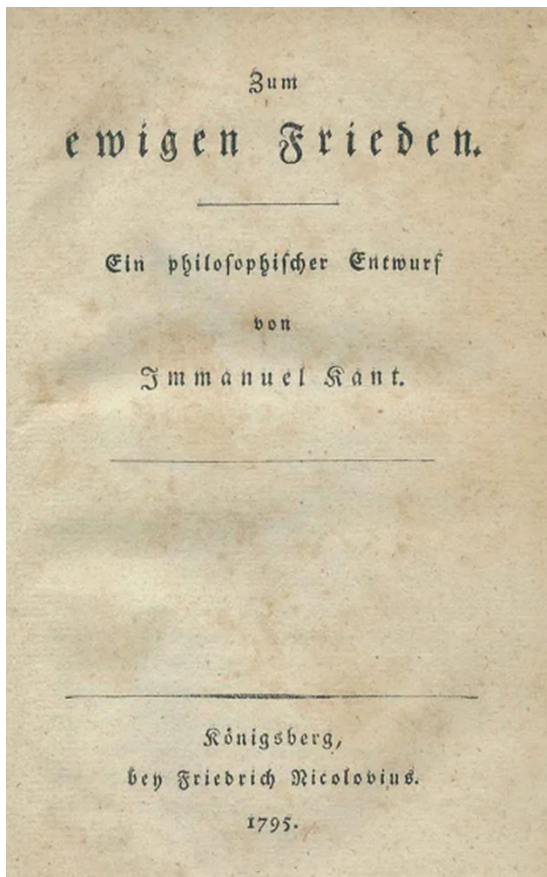 Zum
ewigen Frieden.
Ein philosophischer Entwurf
von
Immanuel Kant.
Königsberg,
bey Friedrich Nicolovius.
1795.